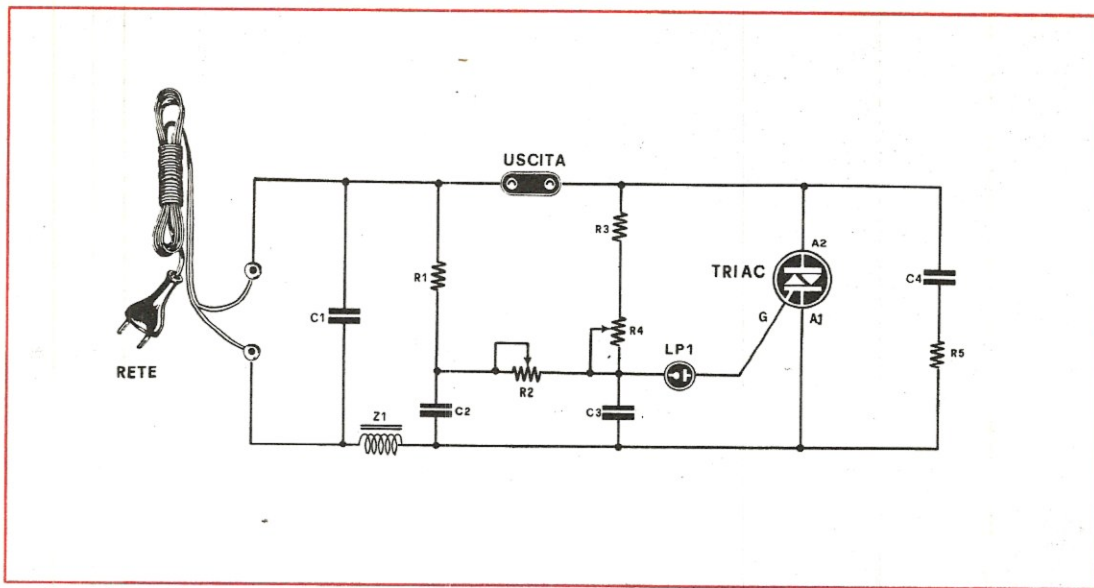 USCITA
R3
A2
TRIAC
R1
C4
C1
G
A1
R4
LP1
R5
RETE
R2
C2
C3
Z1